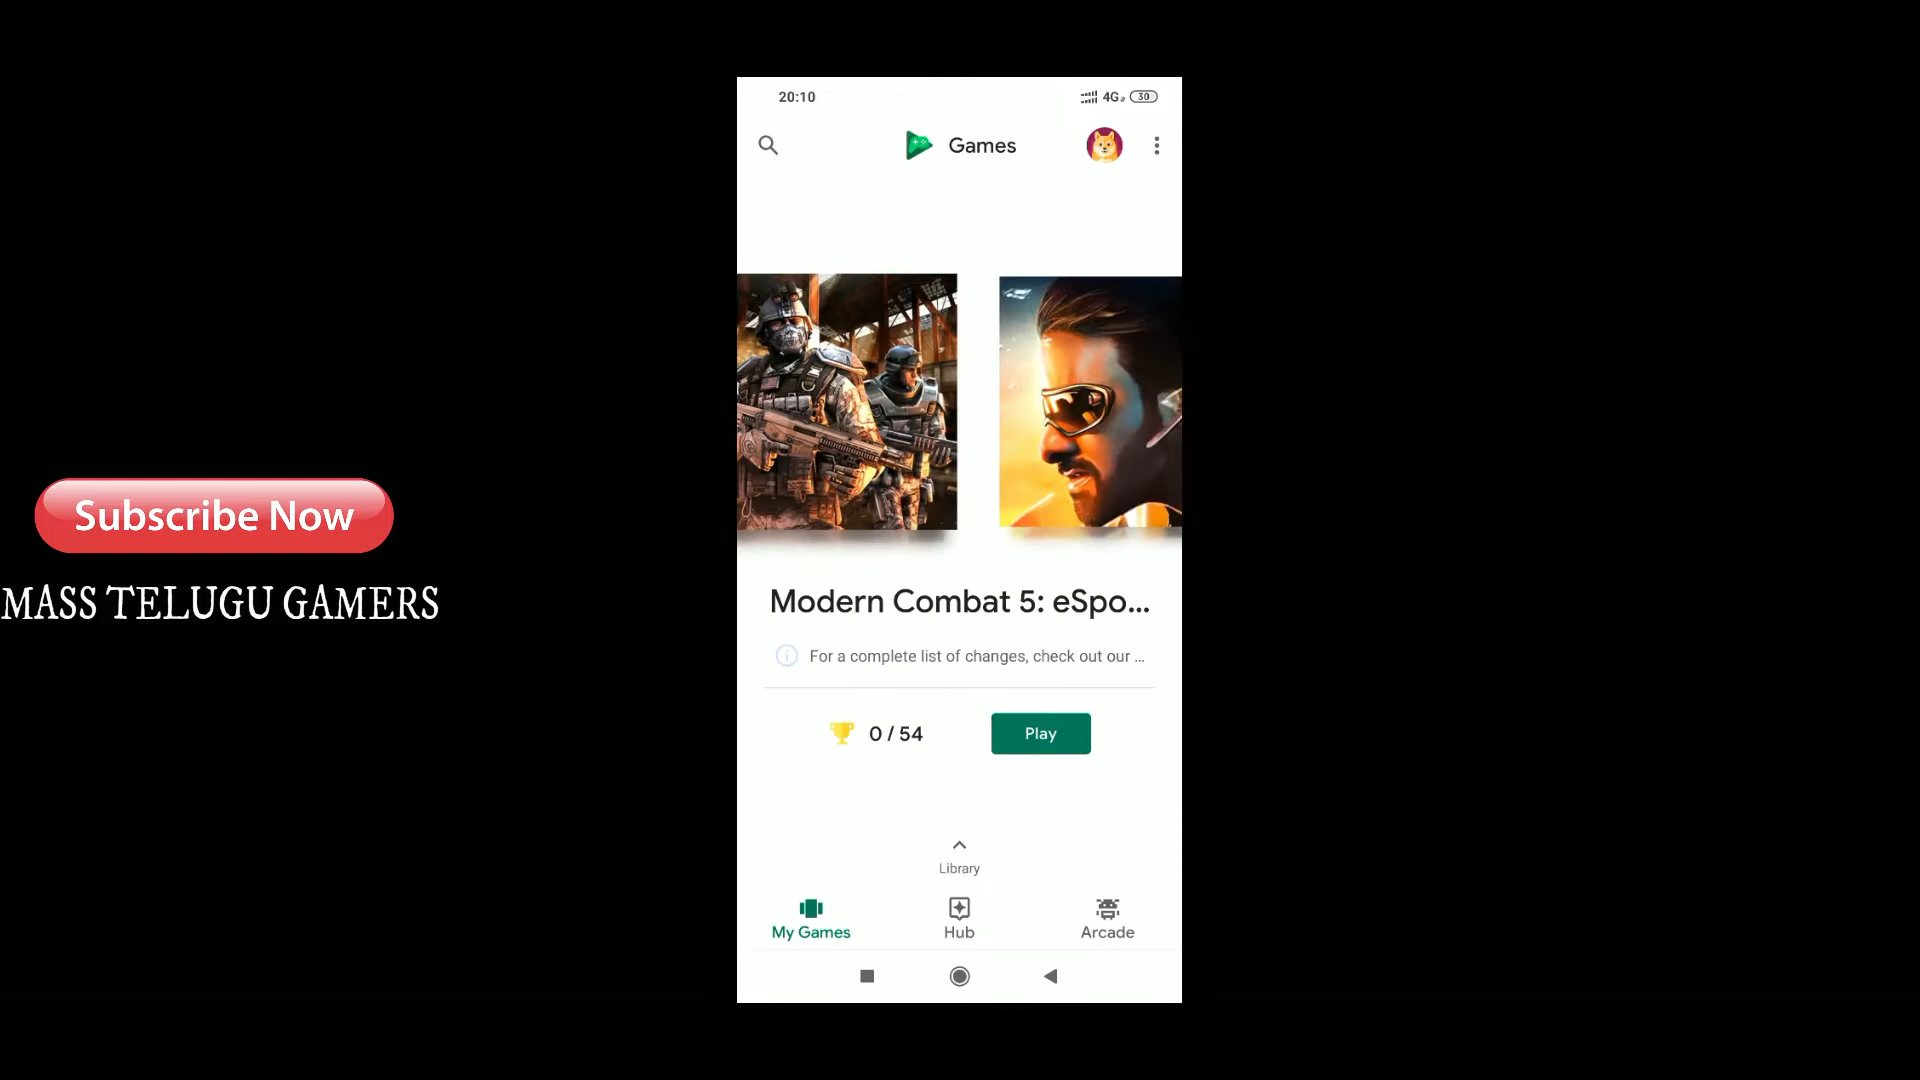 20:10
4G
30
Games
Subscribe Now
MASS TELUGU GAMERS
Modern Combat 5: eSpo...
For a complete list of changes, check out our ...
0 / 54
Play
Library
My Games
Hub
Arcade